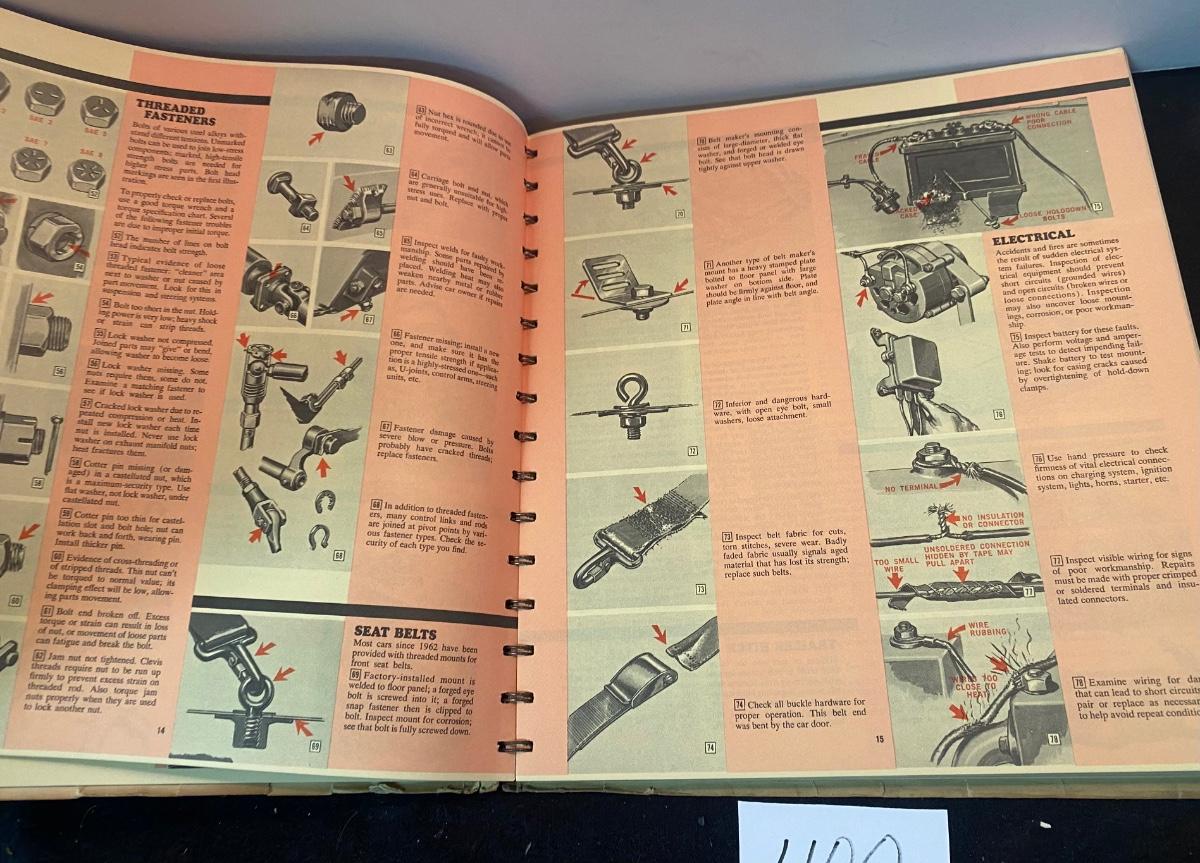 SAE 2
SAE 5
SAE 7
SAE 8
52
54
56
58
60
THREADED
FASTENERS
Bolts of various steel alloys with-
stand different tensions. Unmarked
bolts can be used to join low-stress
components; marked, high-tensile
strength bolts are needed for
higher stress parts. Bolt head
markings are seen in the first illus-
tration.
To properly check or replace bolts,
use a good torque wrench and a
torque specification chart. Several
of the following fastener troubles
are due to improper initial torque.
52 The number of lines on bolt
head indicates bolt strength.
53 Typical evidence of loose
threaded fastener: "cleaner" area
next to washer or nut caused by
part movement. Look for this in
suspension and steering systems.
54 Bolt too short in the nut. Hold-
ing power is very low; heavy shock
or strain can strip threads.
55 Lock washer not compressed.
Joined parts may "give" or bend,
allowing washer to become loose.
56 Lock washer missing. Some
nuts require them, some do not.
Examine a matching fastener to
see if lock washer is used.
57 Cracked lock washer due to re-
peated compression or heat. In-
stall new lock washer each time
nut is installed. Never use lock
washer on exhaust manifold nuts;
heat fractures them.
58 Cotter pin missing (or dam-
aged) in a castellated nut, which
is a maximum-security type. Use
flat washer, not lock washer, under
castellated nut.
59 Cotter pin too thin for castel-
lation slot and bolt hole; nut can
work back and forth, wearing pin.
Install thicker pin.
60 Evidence of cross-threading or
of stripped threads. This nut can't
be torqued to normal value; its
clamping effect will be low, allow-
ing parts movement.
61 Bolt end broken off. Excess
torque or strain can result in loss
of nut, or movement of loose parts
can fatigue and break the bolt.
62 Jam nut not tightened. Clevis
threads require nut to be run up
firmly to prevent excess strain on
threaded rod. Also torque jam
nuts properly when they are used
to lock another nut.
14
63
64
65
66
67
68
63 Nut hex is rounded due to use
of incorrect wrench; it cannot be
fully torqued and will allow parts
movement.
64 Carriage bolt and nut, which
are generally unsuitable for high-
stress uses. Replace with proper
nut and bolt.
65 Inspect welds for faulty work-
manship. Some parts repaired by
welding should have been re-
placed. Welding heat may also
weaken nearby metal or rubber
parts. Advise car owner if repairs
are needed.
66 Fastener missing; install a new
one, and make sure it has the
proper tensile strength if applica-
tion is a highly-stressed one—such
as, U-joints, control arms, steering
units, etc.
67 Fastener damage caused by
severe blow or pressure. Bolts
probably have cracked threads;
replace fasteners.
68 In addition to threaded fasten-
ers, many control links and rods
are joined at pivot points by vari-
ous fastener types. Check the se-
curity of each type you find.
69
SEAT BELTS
Most cars since 1962 have been
provided with threaded mounts for
front seat belts.
69 Factory-installed mount is
welded to floor panel; a forged eye
bolt is screwed into it; a forged
snap fastener then is clipped to
bolt. Inspect mount for corrosion;
see that bolt is fully screwed down.
70
71
72
73
74
70 Belt maker's mounting con-
sists of large-diameter, thick flat
washer, and forged or welded eye
bolt. See that bolt head is drawn
tightly against upper washer.
71 Another type of belt maker's
mount has a heavy stamped plate
bolted to floor panel with large
washer on bottom side. Plate
should be firmly against floor, and
plate angle in line with belt angle.
72 Inferior and dangerous hard-
ware, with open eye bolt, small
washers, loose attachment.
73 Inspect belt fabric for cuts,
torn stitches, severe wear. Badly
faded fabric usually signals aged
material that has lost its strength;
replace such belts.
74 Check all buckle hardware for
proper operation. This belt end
was bent by the car door.
15
WRONG CABLE
POOR
CONNECTION
CABLE
CASE
LOOSE HOLDDOWN
BOLTS
75
76
NO TERMINAL
NO INSULATION
OR CONNECTOR
UNSOLDERED CONNECTION
HIDDEN BY TAPE MAY
PULL APART
TOO SMALL
WIRE
77
WIRE
RUBBING
WIRES TOO
CLOSE TO
HEAT
78
ELECTRICAL
Accidents and fires are sometimes
the result of sudden electrical sys-
tem failures. Inspection of elec-
trical equipment should prevent
short circuits (grounded wires)
and open circuits (broken wires or
loose connections). Inspection
may also uncover loose mount-
ings, corrosion, or poor workman-
ship.
75 Inspect battery for these faults.
Also perform voltage and amper-
age tests to detect impending fail-
ure. Shake battery to test mount-
ing; look for casing cracks caused
by overtightening of hold-down
clamps.
76 Use hand pressure to check
firmness of vital electrical connec-
tions on charging system, ignition
system, lights, horns, starter, etc.
77 Inspect visible wiring for signs
of poor workmanship. Repairs
must be made with proper crimped
or soldered terminals and insu-
lated connectors.
78 Examine wiring for da
that can lead to short circui
pair or replace as necessar
to help avoid repeat conditio